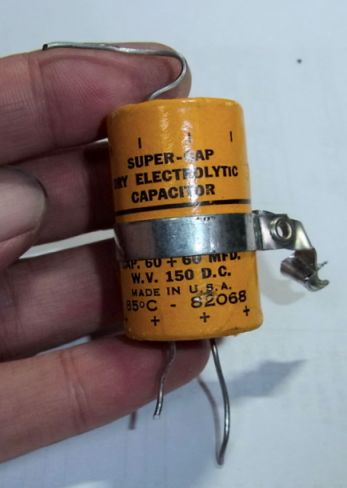 SUPER-CAP
DRY ELECTROLYTIC
CAPACITOR
CAP. 60 + 60 MFD.
W.V. 150 D.C.
MADE IN U.S.A.
85°C - 82068
+ + +